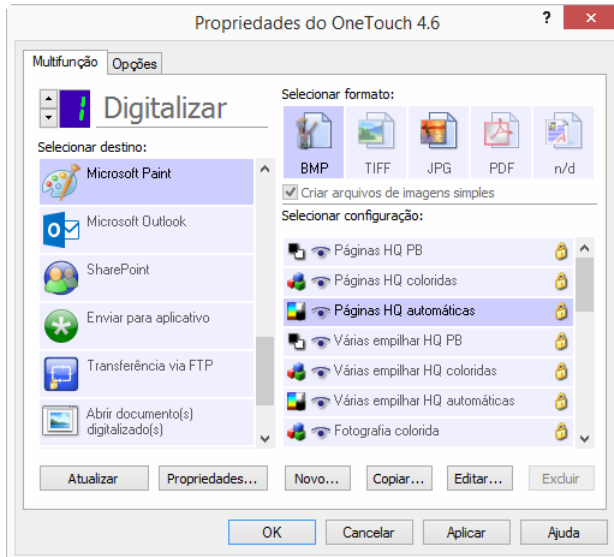 Propriedades do OneTouch 4.6
?
×
Multifunção
Opções
1
Digitalizar
Selecionar destino:
Microsoft Paint
Microsoft Outlook
SharePoint
Enviar para aplicativo
Transferência via FTP
Abrir documento(s)
digitalizado(s)
Selecionar formato:
BMP
TIFF
JPG
PDF
n/d
Criar arquivos de imagens simples
Selecionar configuração:
Páginas HQ PB
Páginas HQ coloridas
Páginas HQ automáticas
Várias empilhar HQ PB
Várias empilhar HQ coloridas
Várias empilhar HQ automáticas
Fotografia colorida
Atualizar
Propriedades...
Novo...
Copiar...
Editar...
Excluir
OK
Cancelar
Aplicar
Ajuda